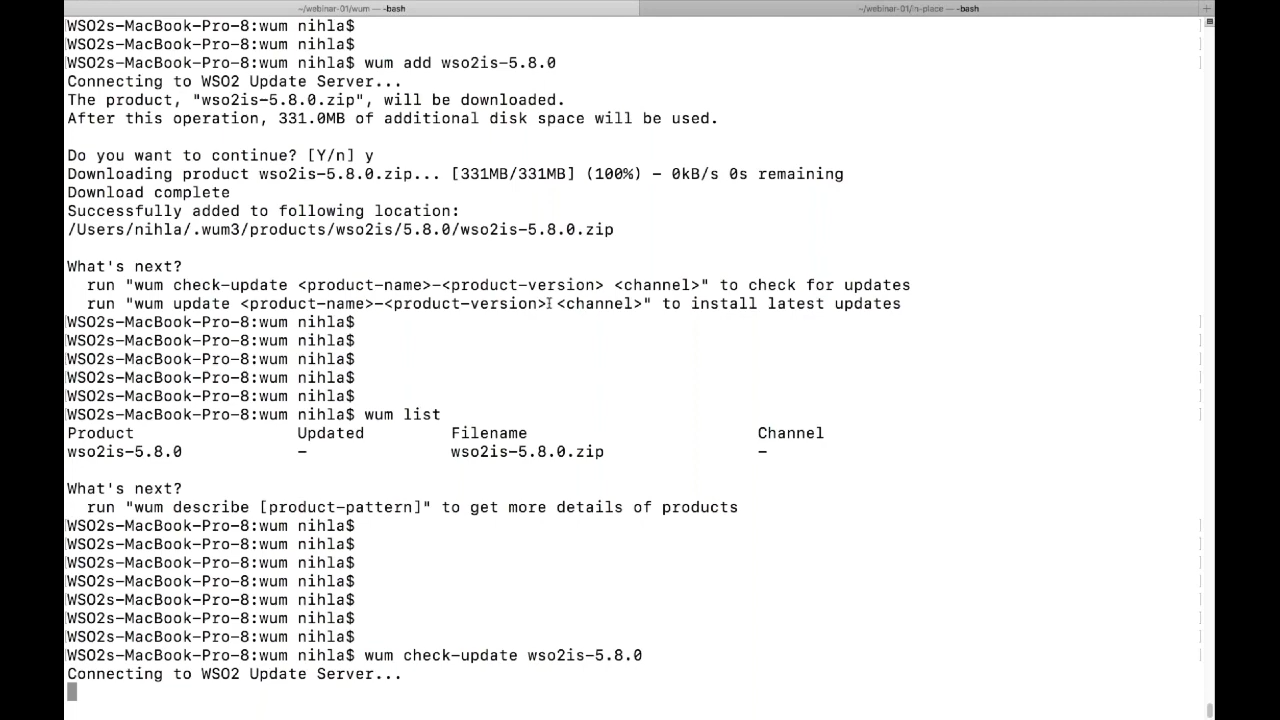 ~/webinar-01/wum — -bash
~/webinar-01/in-place — -bash
WSO2s-MacBook-Pro-8:wum nihla$
WSO2s-MacBook-Pro-8:wum nihla$
WSO2s-MacBook-Pro-8:wum nihla$ wum add wso2is-5.8.0
Connecting to WSO2 Update Server...
The product, "wso2is-5.8.0.zip", will be downloaded.
After this operation, 331.0MB of additional disk space will be used.
Do you want to continue? [Y/n] y
Downloading product wso2is-5.8.0.zip... [331MB/331MB] (100%) – 0kB/s 0s remaining
Download complete
Successfully added to following location:
/Users/nihla/.wum3/products/wso2is/5.8.0/wso2is-5.8.0.zip
What's next?
run "wum check-update <product-name>-<product-version> <channel>" to check for updates
run "wum update <product-name>-<product-version> <channel>" to install latest updates
WSO2s-MacBook-Pro-8:wum nihla$
WSO2s-MacBook-Pro-8:wum nihla$
WSO2s-MacBook-Pro-8:wum nihla$
WSO2s-MacBook-Pro-8:wum nihla$
WSO2s-MacBook-Pro-8:wum nihla$
WSO2s-MacBook-Pro-8:wum nihla$ wum list
Product Updated Filename Channel
wso2is-5.8.0 – wso2is-5.8.0.zip –
What's next?
run "wum describe [product-pattern]" to get more details of products
WSO2s-MacBook-Pro-8:wum nihla$
WSO2s-MacBook-Pro-8:wum nihla$
WSO2s-MacBook-Pro-8:wum nihla$
WSO2s-MacBook-Pro-8:wum nihla$
WSO2s-MacBook-Pro-8:wum nihla$
WSO2s-MacBook-Pro-8:wum nihla$
WSO2s-MacBook-Pro-8:wum nihla$
WSO2s-MacBook-Pro-8:wum nihla$ wum check-update wso2is-5.8.0
Connecting to WSO2 Update Server...